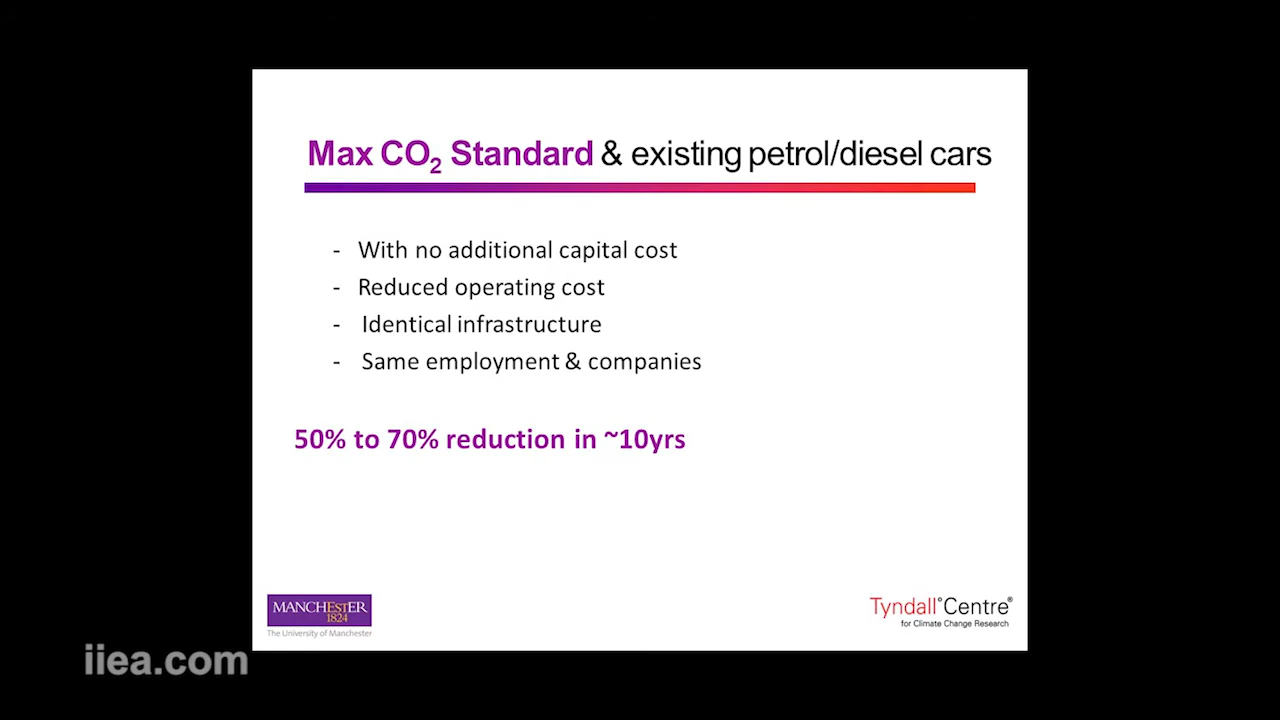 Max CO₂ Standard & existing petrol/diesel cars
- With no additional capital cost
- Reduced operating cost
- Identical infrastructure
- Same employment & companies
50% to 70% reduction in ~10yrs
MANCHESTER
1824
The University of Manchester
Tyndall°Centre®
for Climate Change Research
iiea.com